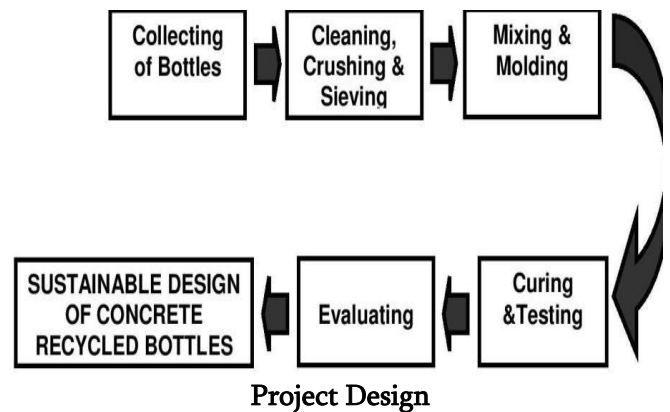 Collecting
of Bottles
Cleaning,
Crushing &
Sieving
Mixing &
Molding
Curing
&Testing
Evaluating
SUSTAINABLE DESIGN
OF CONCRETE
RECYCLED BOTTLES
Project Design